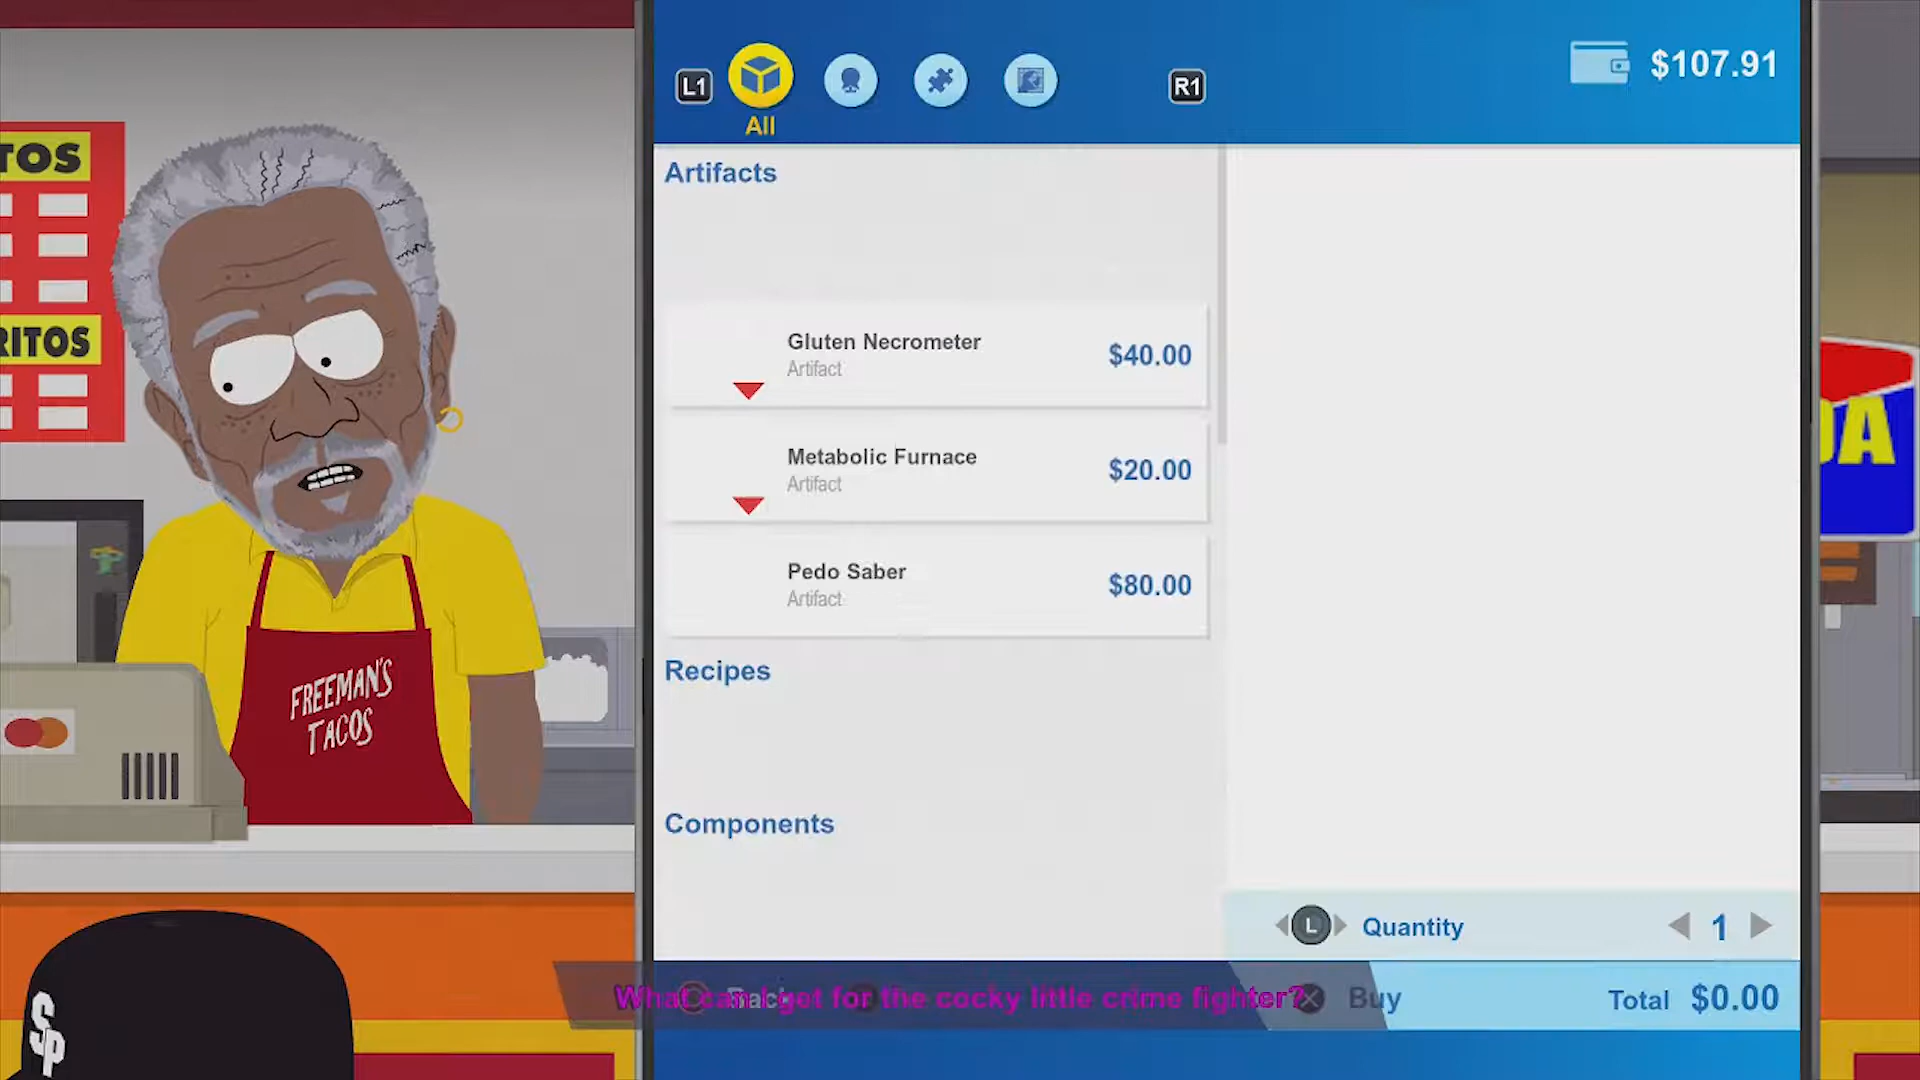 TOS
RITOS
FREEMAN'S
TACOS
SP
L1
All
R1
$107.91
Artifacts
Gluten Necrometer
Artifact
$40.00
Metabolic Furnace
Artifact
$20.00
Pedo Saber
Artifact
$80.00
Recipes
Components
L
Quantity
1
Back
What can I get for the cocky little crime fighter?
Buy
Total $0.00
DA